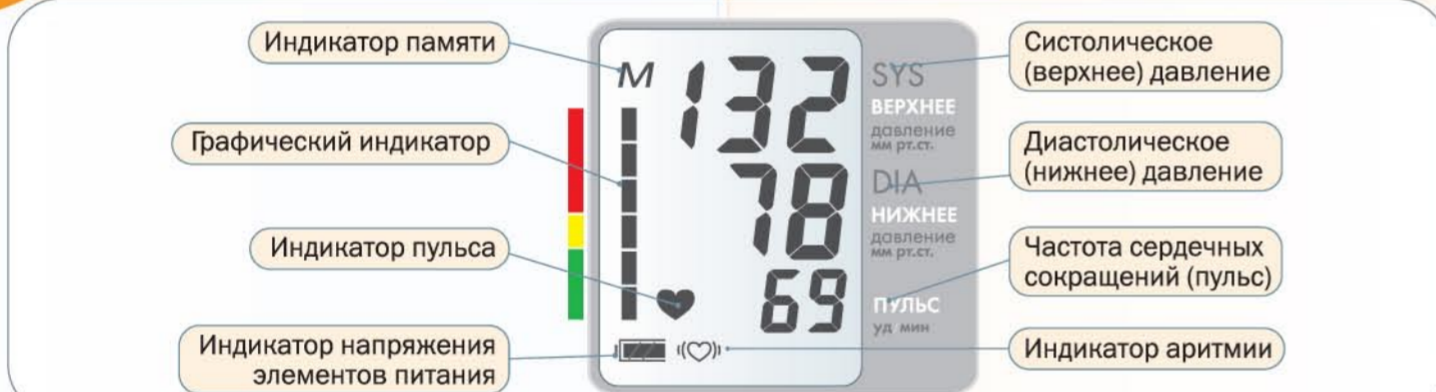 Индикатор памяти
Графический индикатор
Индикатор пульса
Индикатор напряжения
элементов питания
M 132
78
69
SYS
ВЕРХНЕЕ
давление
мм рт.ст.
DIA
НИЖНЕЕ
давление
мм рт.ст.
ПУЛЬС
уд мин
Систолическое
(верхнее) давление
Диастолическое
(нижнее) давление
Частота сердечных
сокращений (пульс)
Индикатор аритмии